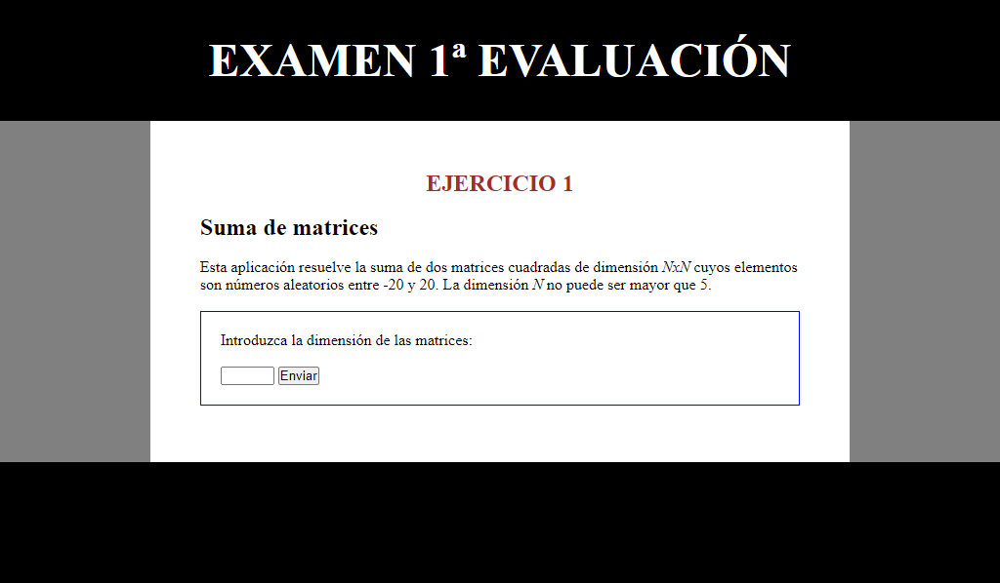 EXAMEN 1ª EVALUACIÓN
EJERCICIO 1
Suma de matrices
Esta aplicación resuelve la suma de dos matrices cuadradas de dimensión NxN cuyos elementos
son números aleatorios entre -20 y 20. La dimensión N no puede ser mayor que 5.
Introduzca la dimensión de las matrices:
Enviar